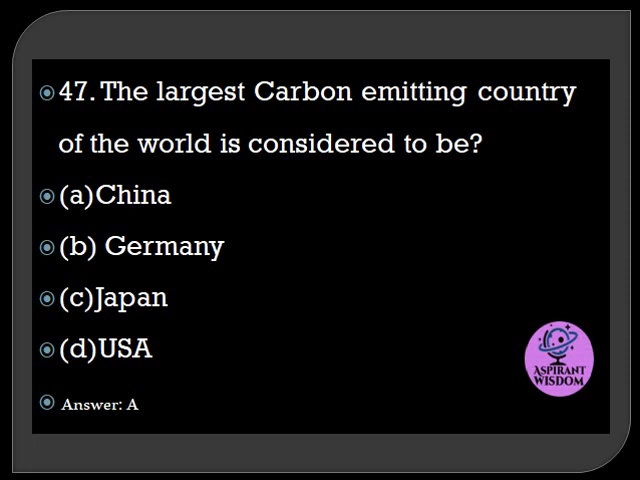 47. The largest Carbon emitting country
of the world is considered to be?
(a)China
(b) Germany
(c)Japan
(d)USA
Answer: A
ASPIRANT
WISDOM